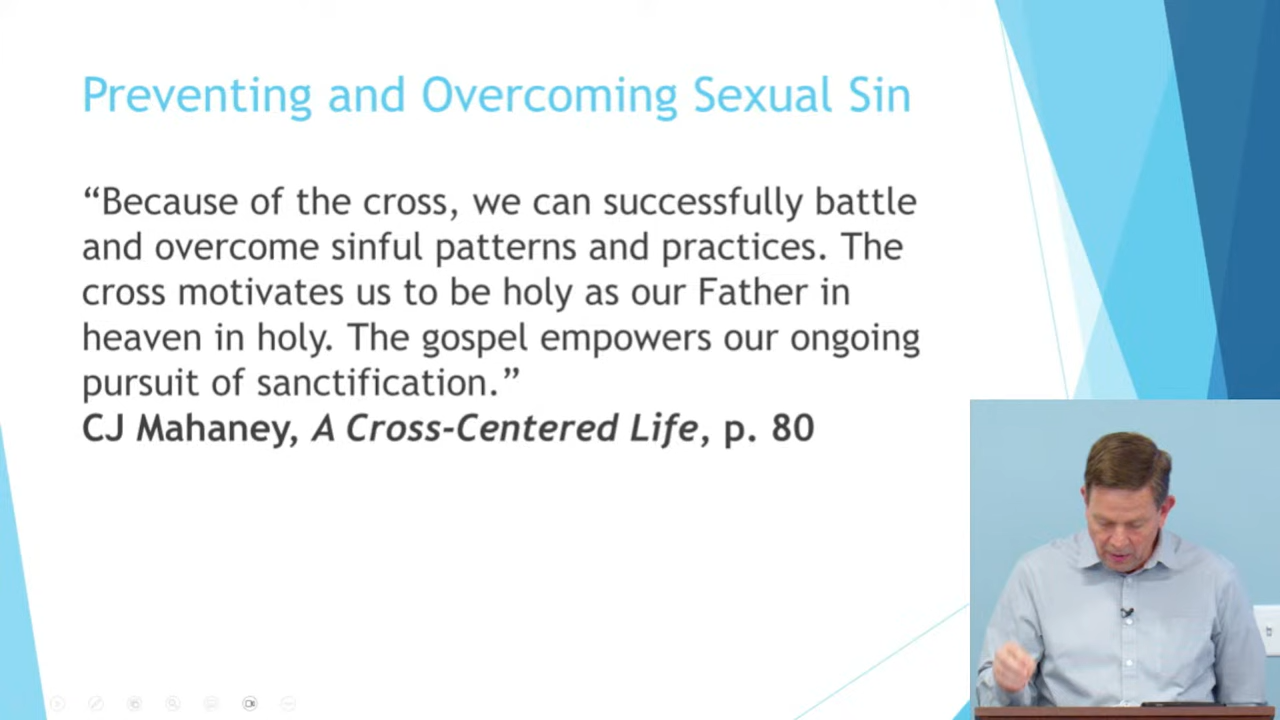 Preventing and Overcoming Sexual Sin
“Because of the cross, we can successfully battle
and overcome sinful patterns and practices. The
cross motivates us to be holy as our Father in
heaven in holy. The gospel empowers our ongoing
pursuit of sanctification.”
CJ Mahaney, A Cross-Centered Life, p. 80